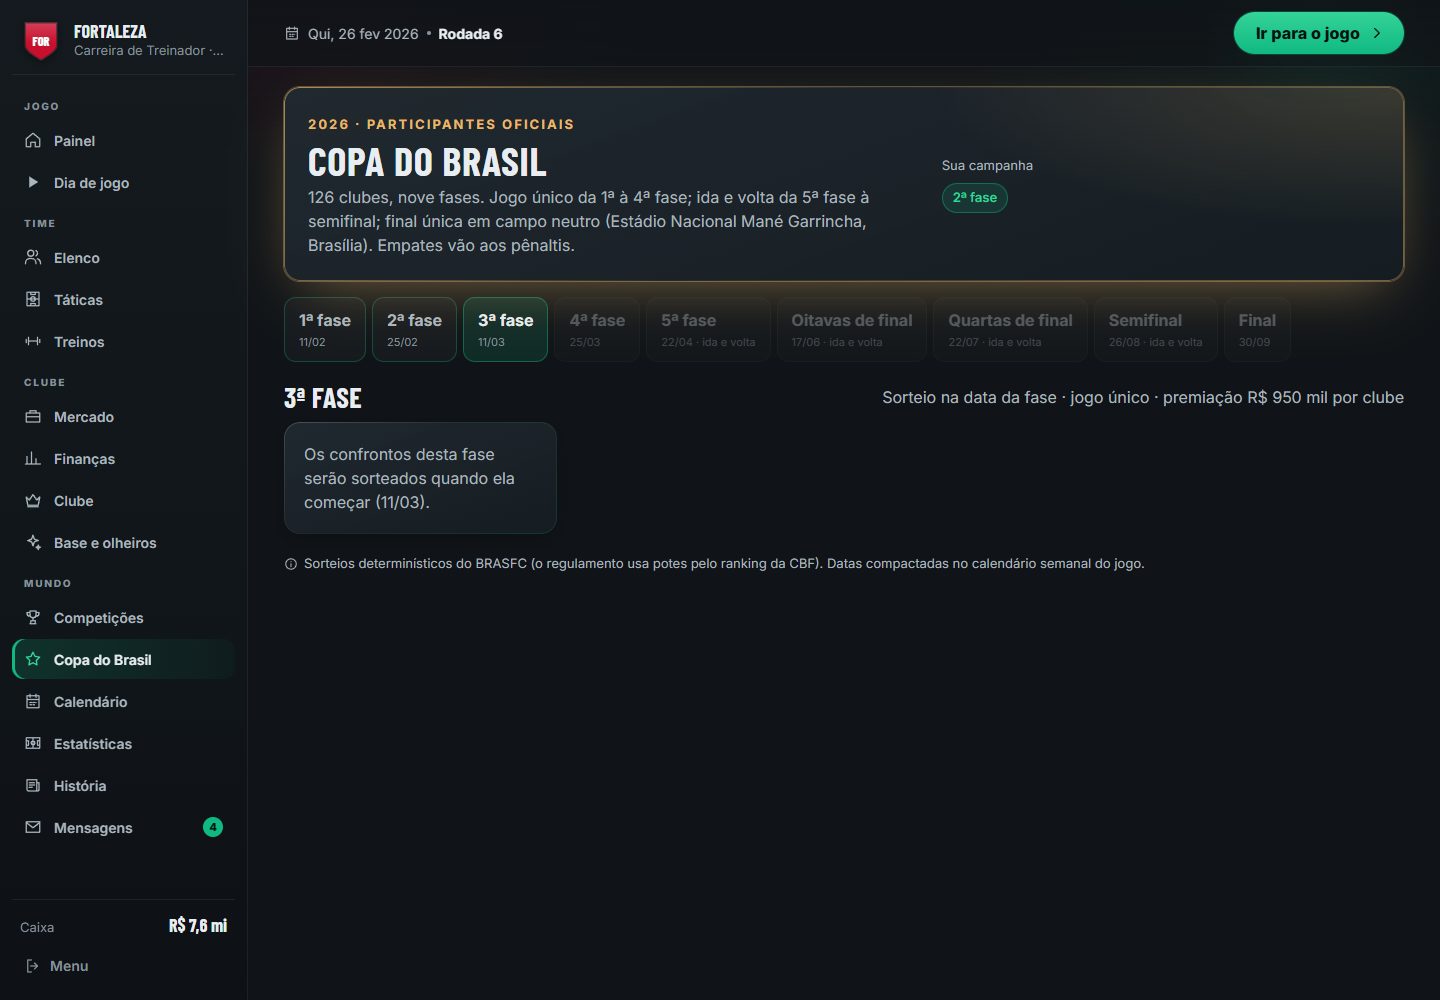 FOR
FORTALEZA
Carreira de Treinador ·...
JOGO
Painel
Dia de jogo
TIME
Elenco
Táticas
Treinos
CLUBE
Mercado
Finanças
Clube
Base e olheiros
MUNDO
Competições
Copa do Brasil
Calendário
Estatísticas
História
Mensagens 4
Caixa R$ 7,6 mi
Menu
Qui, 26 fev 2026 • Rodada 6
Ir para o jogo
2026 · PARTICIPANTES OFICIAIS
COPA DO BRASIL
126 clubes, nove fases. Jogo único da 1ª à 4ª fase; ida e volta da 5ª fase à
semifinal; final única em campo neutro (Estádio Nacional Mané Garrincha,
Brasília). Empates vão aos pênaltis.
Sua campanha
2ª fase
1ª fase
11/02
2ª fase
25/02
3ª fase
11/03
4ª fase
25/03
5ª fase
22/04 · ida e volta
Oitavas de final
17/06 · ida e volta
Quartas de final
22/07 · ida e volta
Semifinal
26/08 · ida e volta
Final
30/09
3ª FASE
Sorteio na data da fase · jogo único · premiação R$ 950 mil por clube
Os confrontos desta fase
serão sorteados quando ela
começar (11/03).
Sorteios determinísticos do BRASFC (o regulamento usa potes pelo ranking da CBF). Datas compactadas no calendário semanal do jogo.